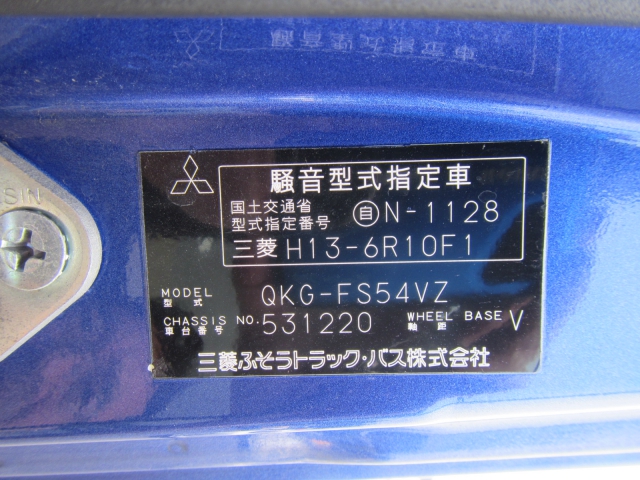 騒音型式指定車
国土交通省
型式指定番号 自 N-1128
三菱 H13-6R10F1
MODEL
型式 QKG-FS54VZ
CHASSIS NO. 531220 WHEEL BASE V
車台番号 軸距
三菱ふそうトラック・バス株式会社
SIN